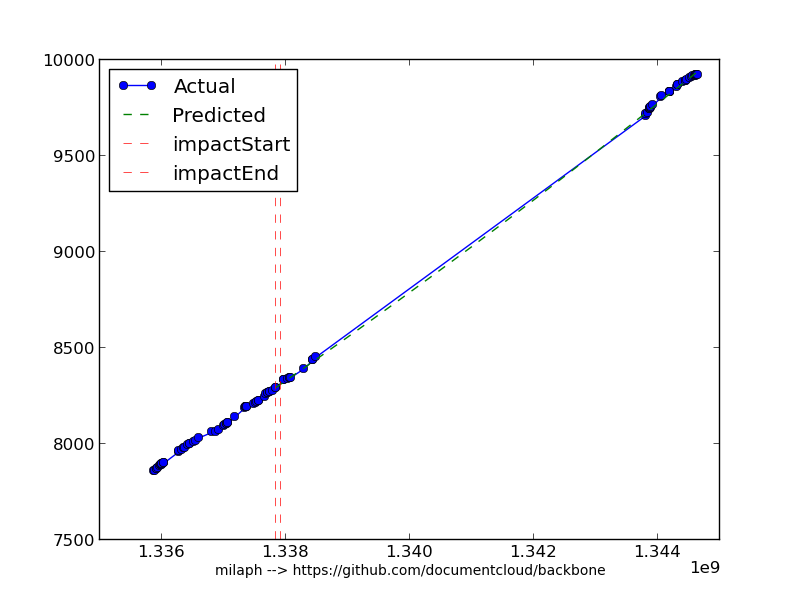 10000
9500
9000
8500
8000
7500
Actual
Predicted
impactStart
impactEnd
1.336 1.338 1.340 1.342 1.344
1e9
milaph --> https://github.com/documentcloud/backbone